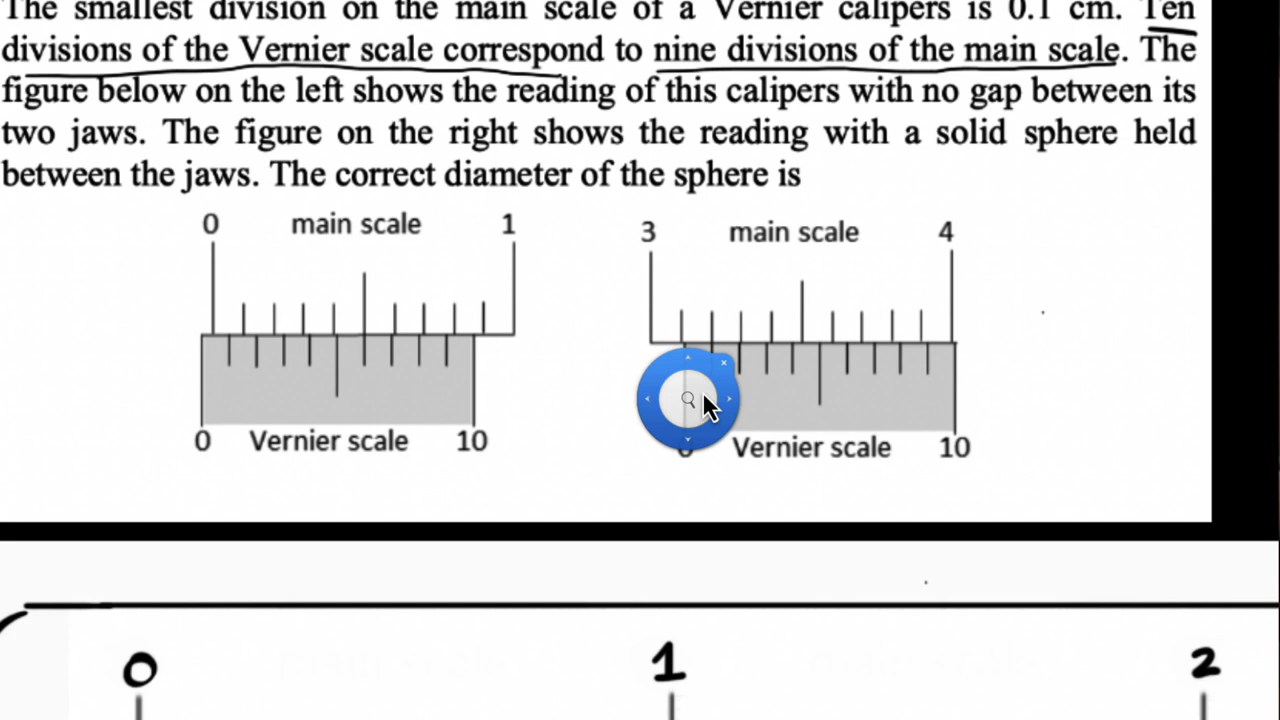 The smallest division on the main scale of a Vernier calipers is 0.1 cm. Ten
divisions of the Vernier scale correspond to nine divisions of the main scale. The
figure below on the left shows the reading of this calipers with no gap between its
two jaws. The figure on the right shows the reading with a solid sphere held
between the jaws. The correct diameter of the sphere is
0 main scale 1
3 main scale 4
0 Vernier scale 10
Vernier scale 10
0 1 2